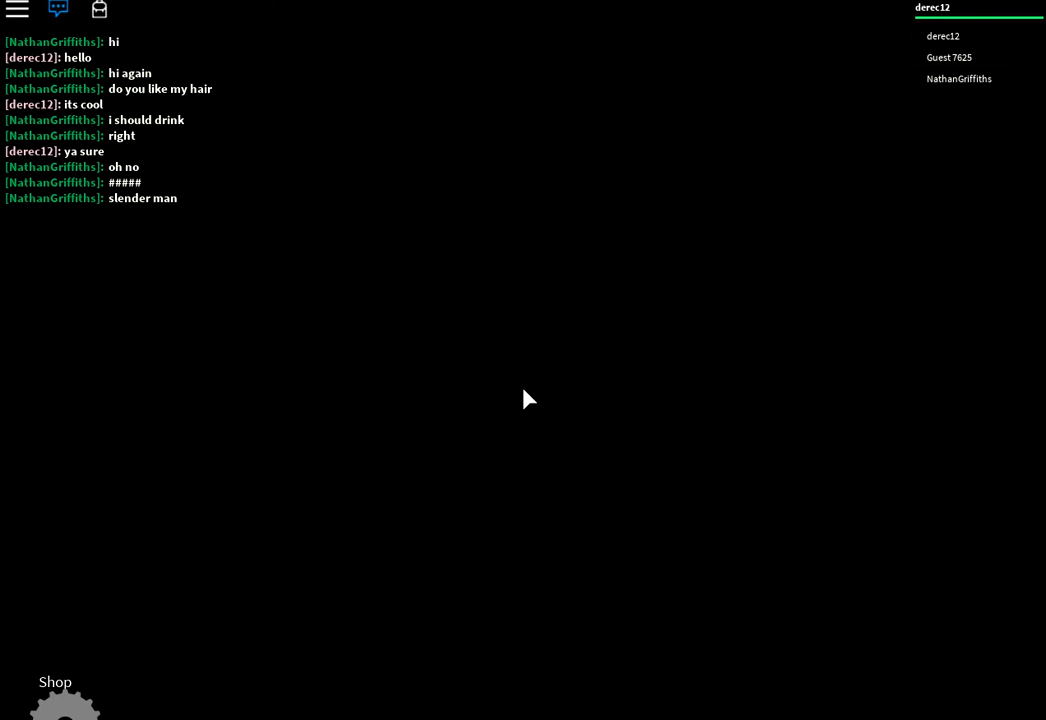 derec12
[NathanGriffiths]: hi
[derec12]: hello
[NathanGriffiths]: hi again
[NathanGriffiths]: do you like my hair
[derec12]: its cool
[NathanGriffiths]: i should drink
[NathanGriffiths]: right
[derec12]: ya sure
[NathanGriffiths]: oh no
[NathanGriffiths]: #####
[NathanGriffiths]: slender man
derec12
Guest 7625
NathanGriffiths
Shop